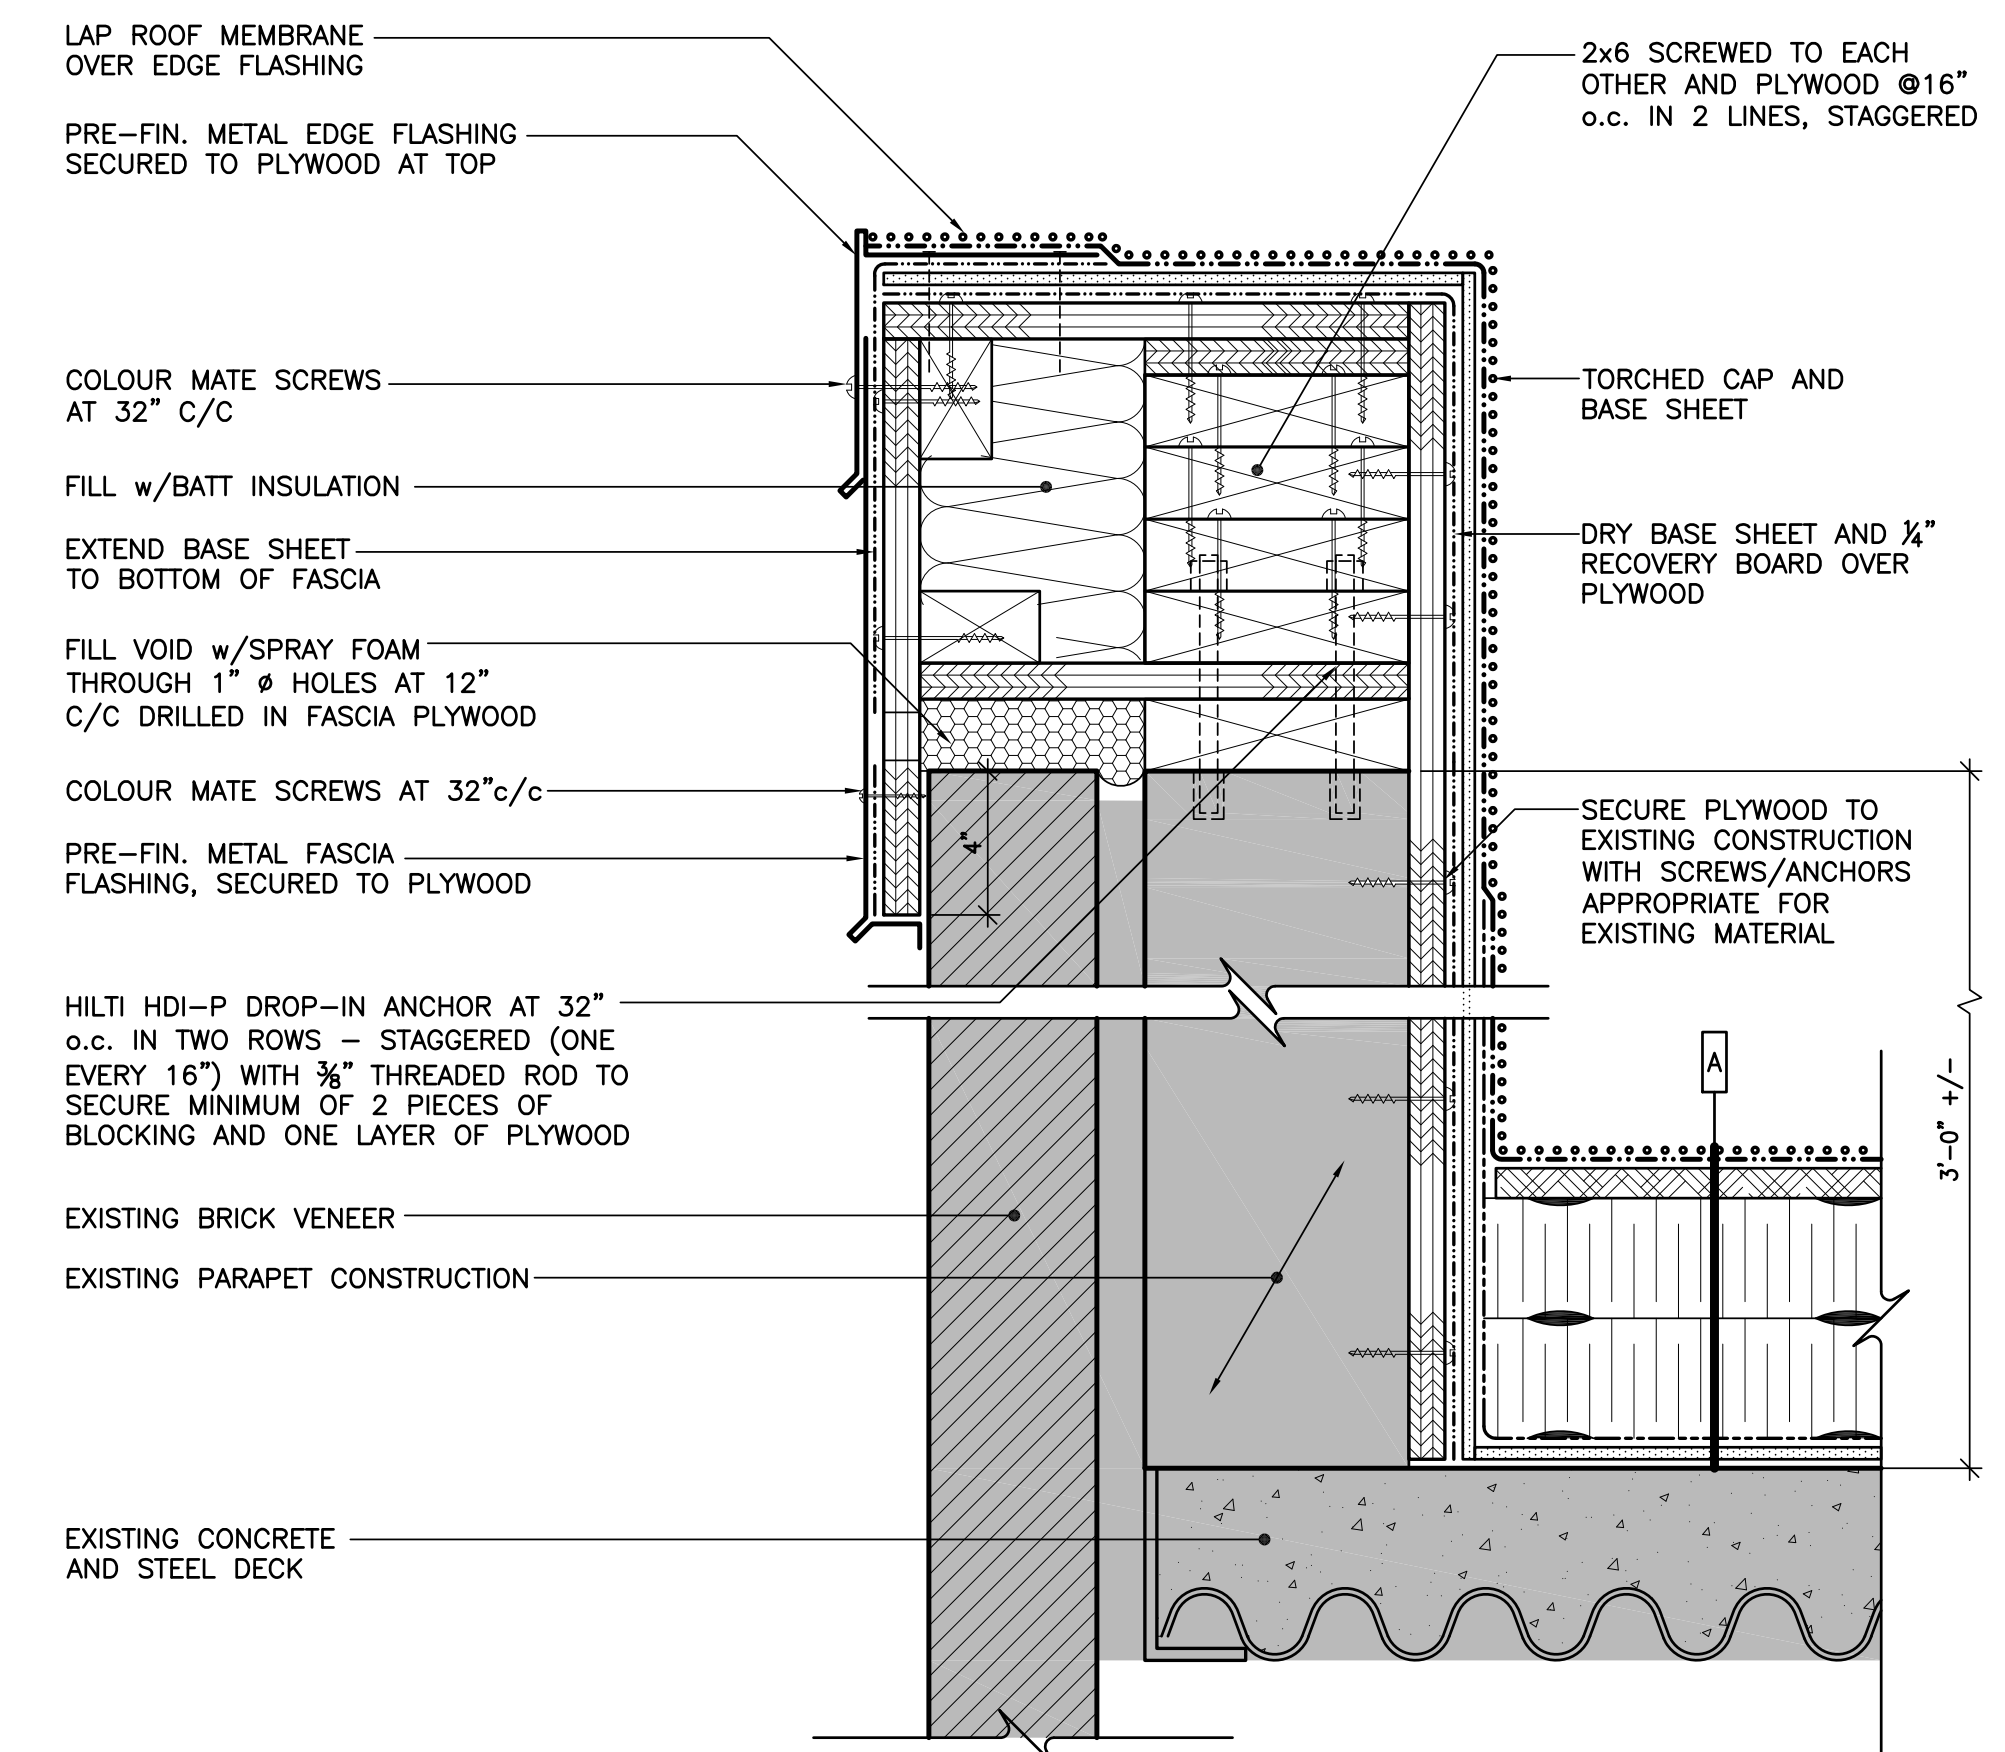 LAP ROOF MEMBRANE
OVER EDGE FLASHING
PRE-FIN. METAL EDGE FLASHING
SECURED TO PLYWOOD AT TOP
COLOUR MATE SCREWS
AT 32" C/C
FILL w/BATT INSULATION
EXTEND BASE SHEET
TO BOTTOM OF FASCIA
FILL VOID w/SPRAY FOAM
THROUGH 1" ø HOLES AT 12"
C/C DRILLED IN FASCIA PLYWOOD
COLOUR MATE SCREWS AT 32"c/c
PRE-FIN. METAL FASCIA
FLASHING, SECURED TO PLYWOOD
HILTI HDI-P DROP-IN ANCHOR AT 32"
o.c. IN TWO ROWS – STAGGERED (ONE
EVERY 16") WITH ⅜" THREADED ROD TO
SECURE MINIMUM OF 2 PIECES OF
BLOCKING AND ONE LAYER OF PLYWOOD
EXISTING BRICK VENEER
EXISTING PARAPET CONSTRUCTION
EXISTING CONCRETE
AND STEEL DECK
4"
2x6 SCREWED TO EACH
OTHER AND PLYWOOD @16"
o.c. IN 2 LINES, STAGGERED
TORCHED CAP AND
BASE SHEET
DRY BASE SHEET AND ¼"
RECOVERY BOARD OVER
PLYWOOD
SECURE PLYWOOD TO
EXISTING CONSTRUCTION
WITH SCREWS/ANCHORS
APPROPRIATE FOR
EXISTING MATERIAL
A
3'-0" +/-